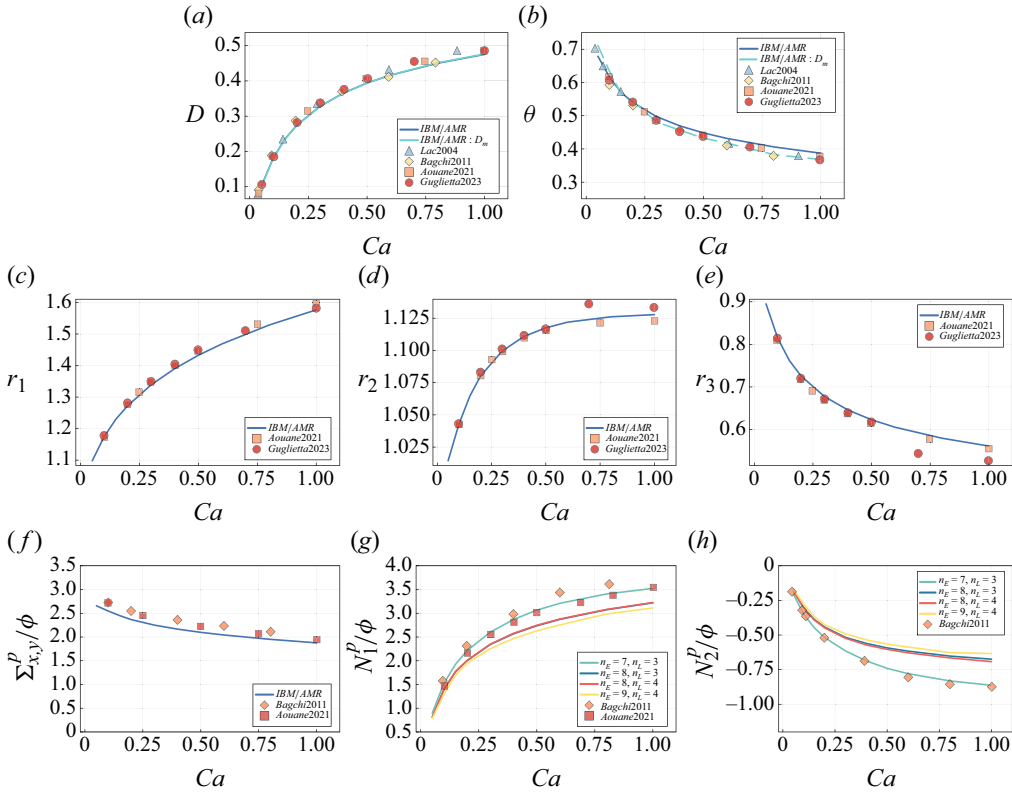 (a)
0.5
0.4
0.3
0.2
0.1
D
IBM/AMR
IBM/AMR : D_m
Lac2004
Bagchi2011
Aouane2021
Guglietta2023
0 0.25 0.50 0.75 1.00
Ca
(b)
0.7
0.6
0.5
0.4
0.3
θ
IBM/AMR
IBM/AMR : D_m
Lac2004
Bagchi2011
Aouane2021
Guglietta2023
0 0.25 0.50 0.75 1.00
Ca
(c)
1.6
1.5
1.4
1.3
1.2
1.1
r_1
IBM/AMR
Aouane2021
Guglietta2023
0 0.25 0.50 0.75 1.00
Ca
(d)
1.125
1.100
1.075
1.050
1.025
r_2
IBM/AMR
Aouane2021
Guglietta2023
0 0.25 0.50 0.75 1.00
Ca
(e)
0.9
0.8
0.7
0.6
r_3
IBM/AMR
Aouane2021
Guglietta2023
0 0.25 0.50 0.75 1.00
Ca
(f)
3.5
3.0
2.5
2.0
1.5
1.0
0.5
0
Σ^p_{x,y}/ϕ
IBM/AMR
Bagchi2011
Aouane2021
0 0.25 0.50 0.75 1.00
Ca
(g)
4.0
3.5
3.0
2.5
2.0
1.5
1.0
0.5
N^p_1/ϕ
n_E = 7, n_L = 3
n_E = 8, n_L = 3
n_E = 8, n_L = 4
n_E = 9, n_L = 4
Bagchi2011
Aouane2021
0 0.25 0.50 0.75 1.00
Ca
(h)
0
−0.25
−0.50
−0.75
−1.00
N^p_2/ϕ
n_E = 7, n_L = 3
n_E = 8, n_L = 3
n_E = 8, n_L = 4
n_E = 9, n_L = 4
Bagchi2011
0 0.25 0.50 0.75 1.00
Ca